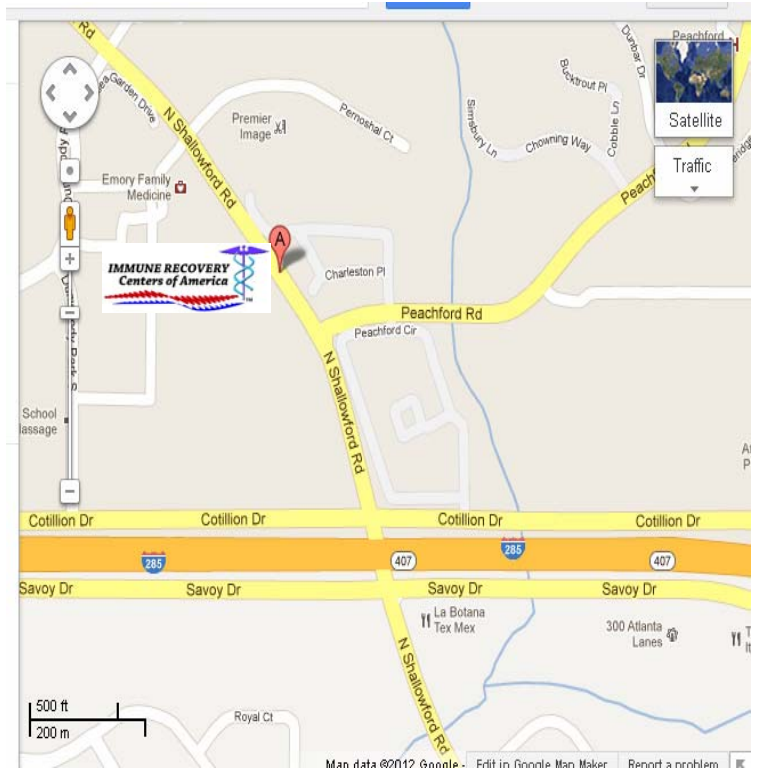 Rd
Garden Drive
N Shallowford Rd
Premier
Image
Pernoshal Ct
Emory Family
Medicine
Dunbar Dr
Peachford
Bucktrout Pl
Cobble Ln
Simsbury Ln
Chowning Way
Satellite
Traffic
A
IMMUNE RECOVERY
Centers of America
TM
Charleston Pl
Peachford Rd
Peachford Cir
N Shallowford Rd
School
Cotillion Dr
Cotillion Dr
Cotillion Dr
Cotillion Dr
285
407
285
407
Savoy Dr
Savoy Dr
Savoy Dr
Savoy Dr
La Botana
Tex Mex
300 Atlanta
Lanes
N Shallowford Rd
500 ft
200 m
Royal Ct
Map data ©2012 Google - Edit in Google Map Maker Report a problem